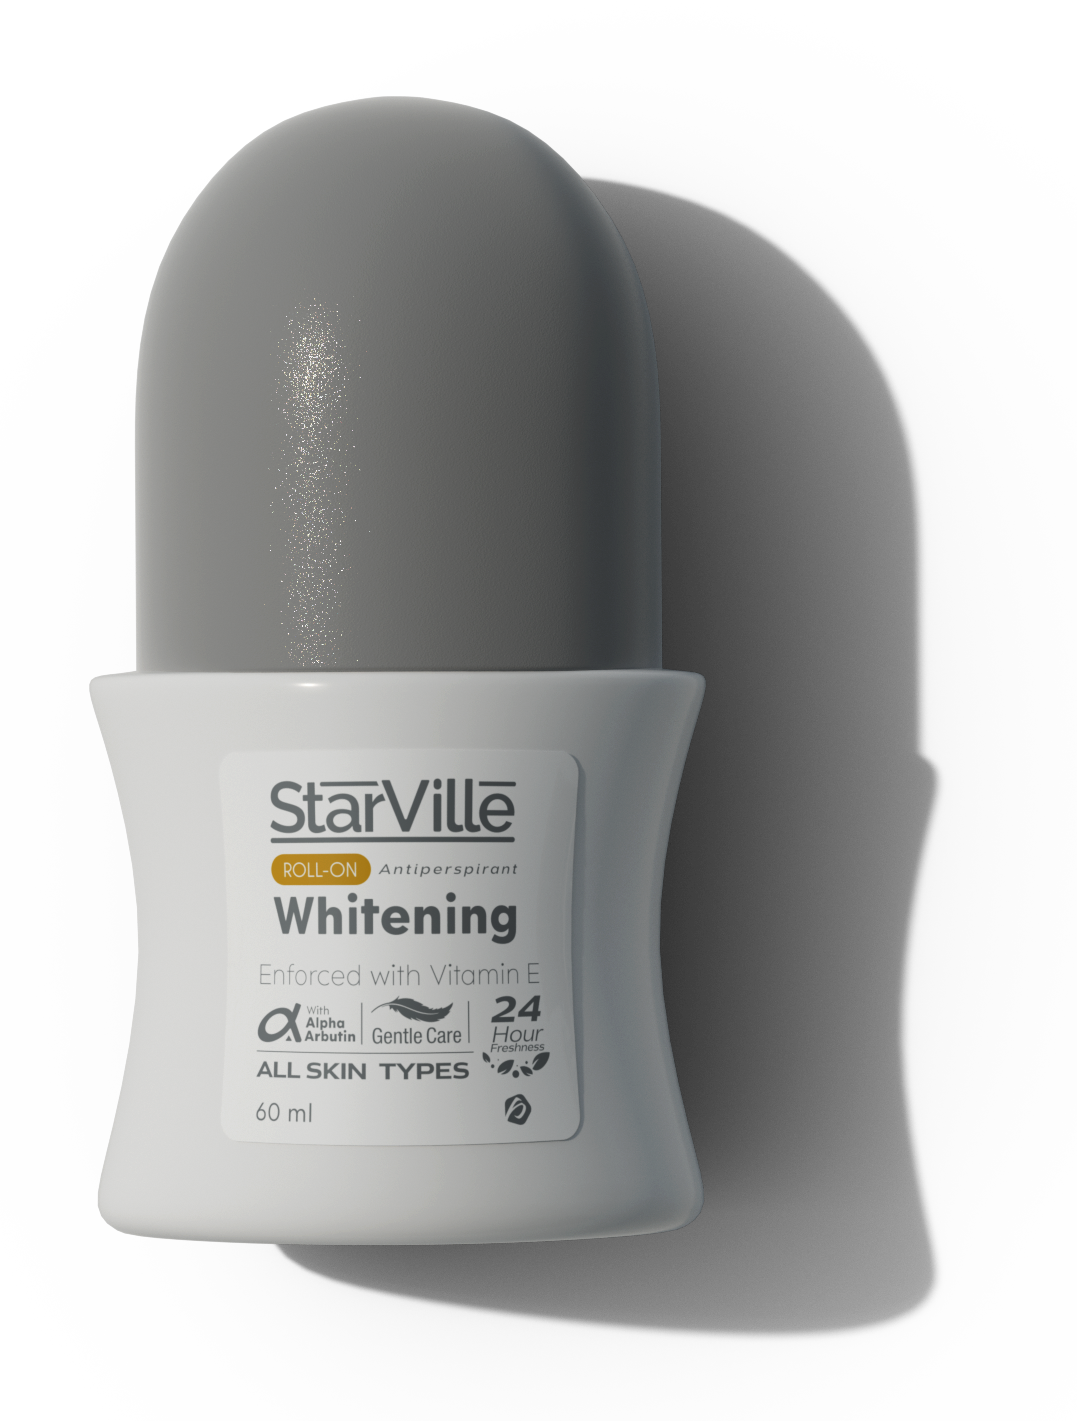 StarVille
ROLL-ON Antiperspirant
Whitening
Enforced with Vitamin E
With
Alpha
Arbutin
Gentle Care
24
Hour
Freshness
ALL SKIN TYPES
60 ml